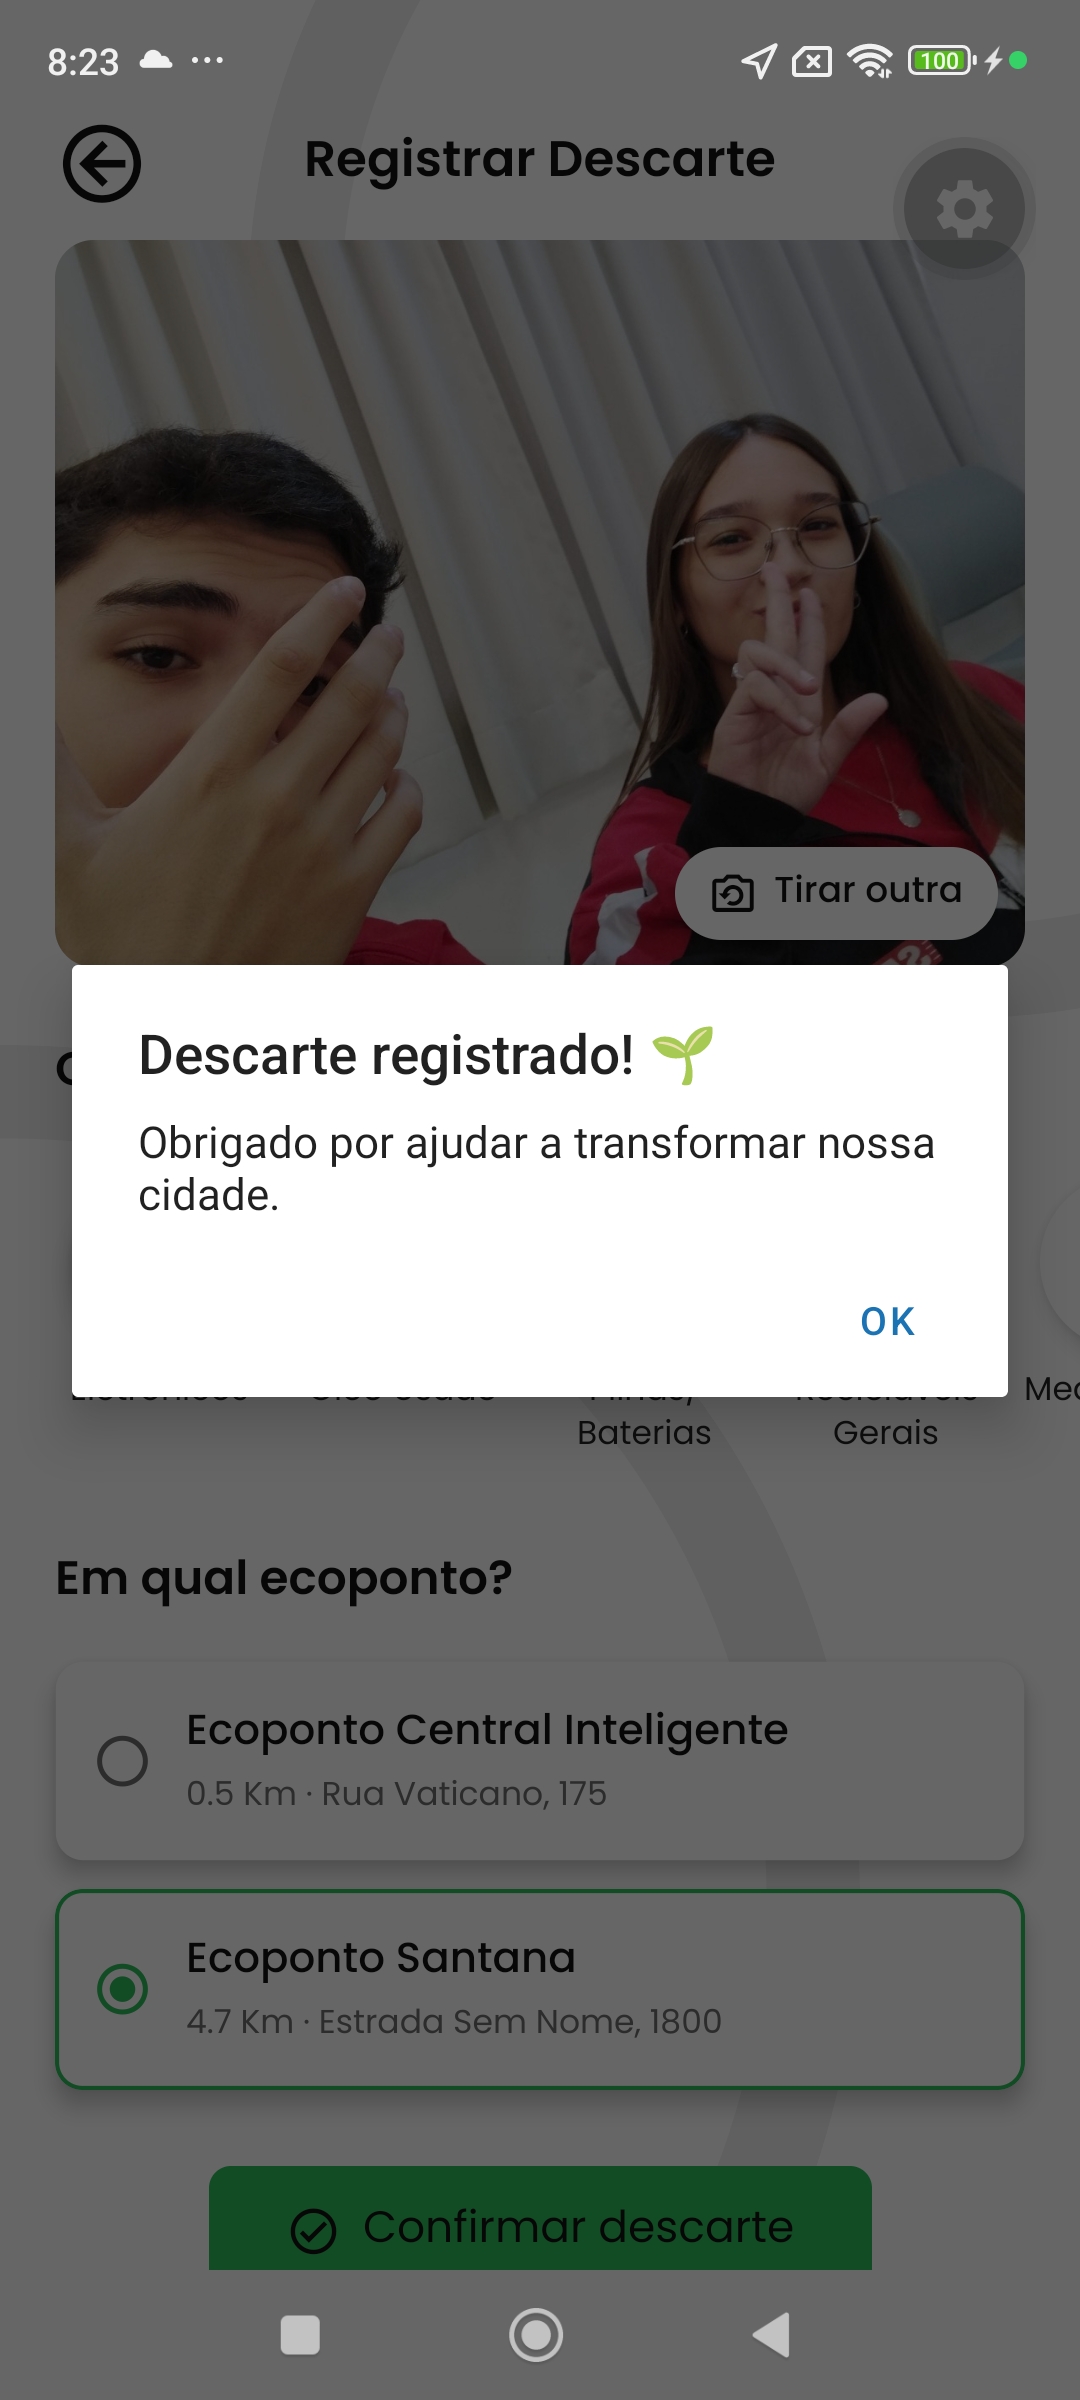 8:23
100
Registrar Descarte
Tirar outra
Descarte registrado! 🌱
Obrigado por ajudar a transformar nossa
cidade.
OK
Baterias
Gerais
Em qual ecoponto?
Ecoponto Central Inteligente
0.5 Km · Rua Vaticano, 175
Ecoponto Santana
4.7 Km · Estrada Sem Nome, 1800
Confirmar descarte